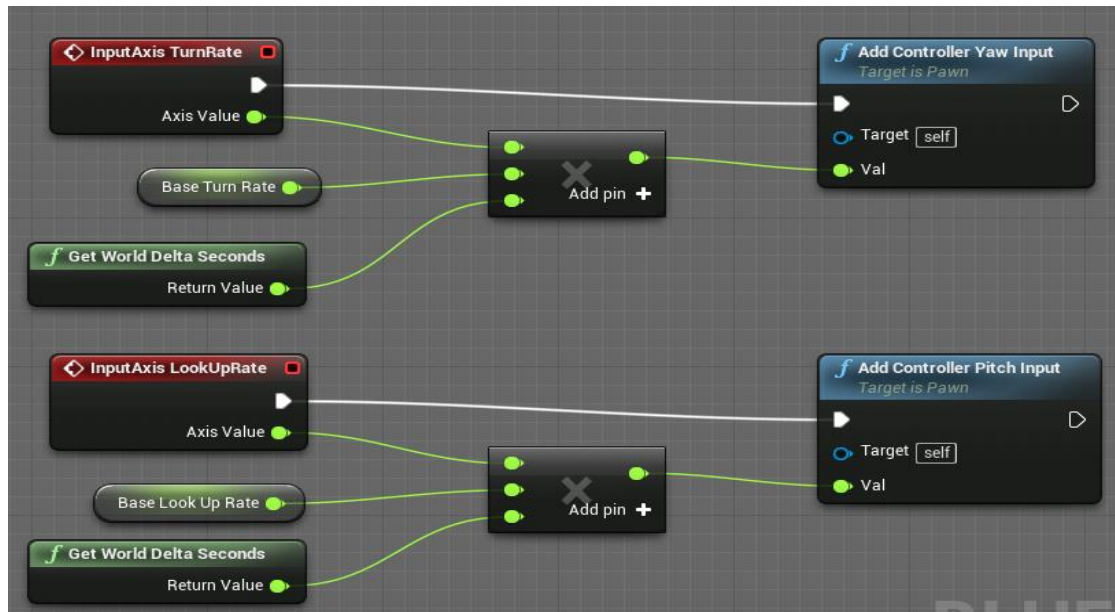 InputAxis TurnRate
Axis Value
Base Turn Rate
Get World Delta Seconds
Return Value
Add pin
Add Controller Yaw Input
Target is Pawn
Target self
Val
InputAxis LookUpRate
Axis Value
Base Look Up Rate
Get World Delta Seconds
Return Value
Add pin
Add Controller Pitch Input
Target is Pawn
Target self
Val